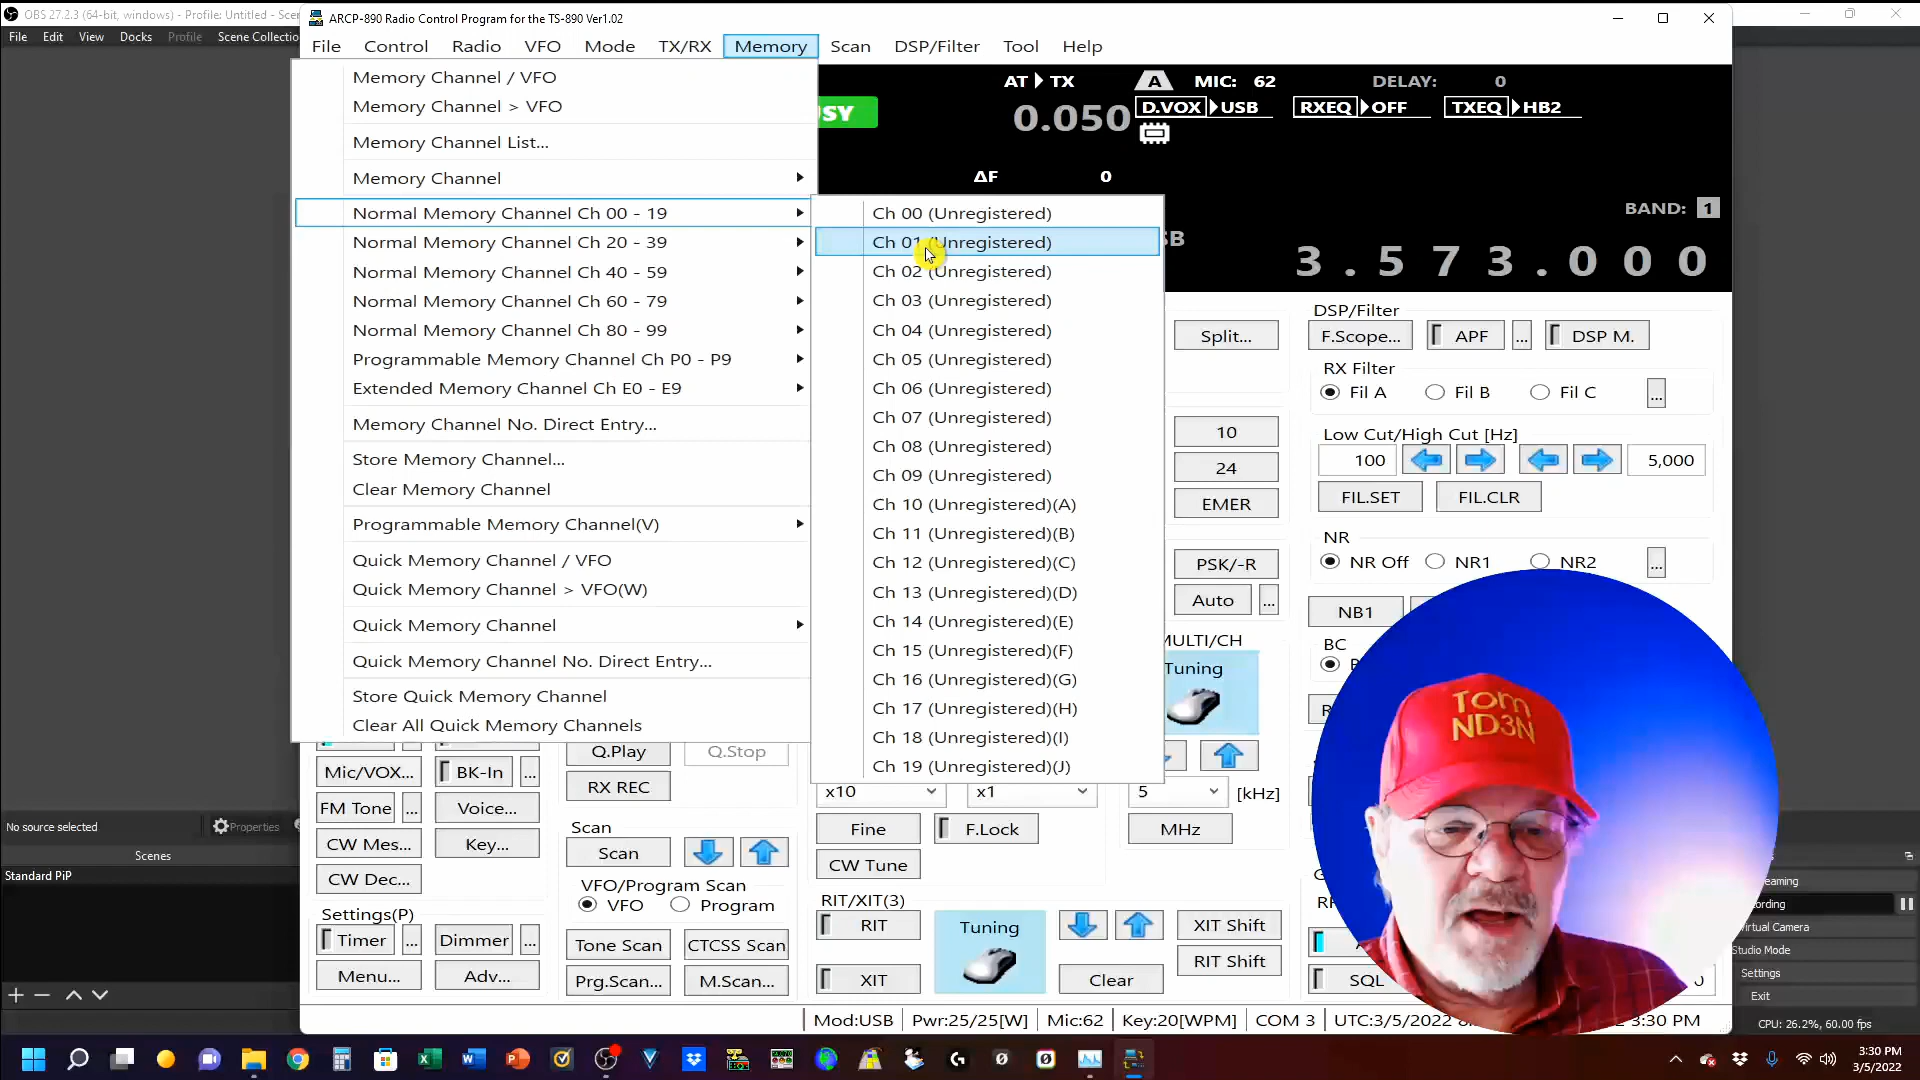 OBS 27.2.3 (64-bit, windows) - Profile: Untitled - Scen
ARCP-890 Radio Control Program for the TS-890 Ver1.02
File Edit View Docks Profile Scene Collectio
File Control Radio VFO Mode TX/RX Memory Scan DSP/Filter Tool Help
Memory Channel / VFO
Memory Channel > VFO
Memory Channel List...
Memory Channel
Normal Memory Channel Ch 00 - 19
Normal Memory Channel Ch 20 - 39
Normal Memory Channel Ch 40 - 59
Normal Memory Channel Ch 60 - 79
Normal Memory Channel Ch 80 - 99
Programmable Memory Channel Ch P0 - P9
Extended Memory Channel Ch E0 - E9
Memory Channel No. Direct Entry...
Store Memory Channel...
Clear Memory Channel
Programmable Memory Channel(V)
Quick Memory Channel / VFO
Quick Memory Channel > VFO(W)
Quick Memory Channel
Quick Memory Channel No. Direct Entry...
Store Quick Memory Channel
Clear All Quick Memory Channels
Ch 00 (Unregistered)
Ch 01 (Unregistered)
Ch 02 (Unregistered)
Ch 03 (Unregistered)
Ch 04 (Unregistered)
Ch 05 (Unregistered)
Ch 06 (Unregistered)
Ch 07 (Unregistered)
Ch 08 (Unregistered)
Ch 09 (Unregistered)
Ch 10 (Unregistered)(A)
Ch 11 (Unregistered)(B)
Ch 12 (Unregistered)(C)
Ch 13 (Unregistered)(D)
Ch 14 (Unregistered)(E)
Ch 15 (Unregistered)(F)
Ch 16 (Unregistered)(G)
Ch 17 (Unregistered)(H)
Ch 18 (Unregistered)(I)
Ch 19 (Unregistered)(J)
SY
AT TX A MIC: 62 DELAY: 0
0.050 D.VOX USB RXEQ OFF TXEQ HB2
ΔF 0
BAND: 1
SB
3.573.000
Split...
10
24
EMER
PSK/-R
Auto ...
MULTI/CH
Tuning
DSP/Filter
F.Scope... APF ... DSP M.
RX Filter
Fil A Fil B Fil C ...
Low Cut/High Cut [Hz]
100 5,000
FIL.SET FIL.CLR
NR
NR Off NR1 NR2 ...
NB1
BC
Tom
ND3N
Q.Play Q.Stop
Mic/VOX... BK-In ... RX REC
FM Tone ... Voice...
CW Mes... Key...
CW Dec...
Settings(P)
Timer ... Dimmer ...
Menu... Adv...
Scan
Scan
VFO/Program Scan
VFO Program
Tone Scan CTCSS Scan
Prg.Scan... M.Scan...
x10 x1 5 [kHz]
Fine F.Lock MHz
CW Tune
RIT/XIT(3)
RIT Tuning XIT Shift
RIT Shift
XIT Clear
SQL
Mod:USB Pwr:25/25[W] Mic:62 Key:20[WPM] COM 3 UTC:3/5/2022 3:30 PM
No source selected Properties
Scenes
Standard PiP
eaming
ording
irtual Camera
Studio Mode
Settings
Exit
CPU: 26.2%, 60.00 fps
3:30 PM
3/5/2022